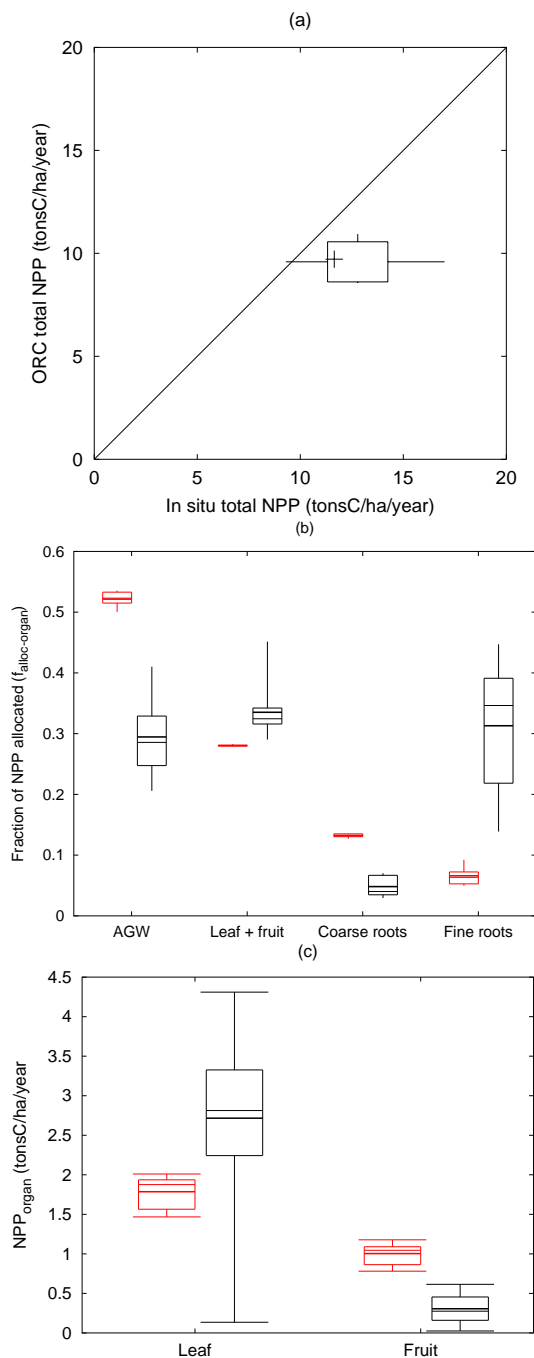 (a)
20
15
10
5
0
ORC total NPP (tonsC/ha/year)
0 5 10 15 20
In situ total NPP (tonsC/ha/year)
(b)
0.6
0.5
0.4
0.3
0.2
0.1
0
Fraction of NPP allocated (falloc-organ)
AGW Leaf + fruit Coarse roots Fine roots
(c)
4.5
4
3.5
3
2.5
2
1.5
1
0.5
0
NPPorgan (tonsC/ha/year
Leaf Fruit